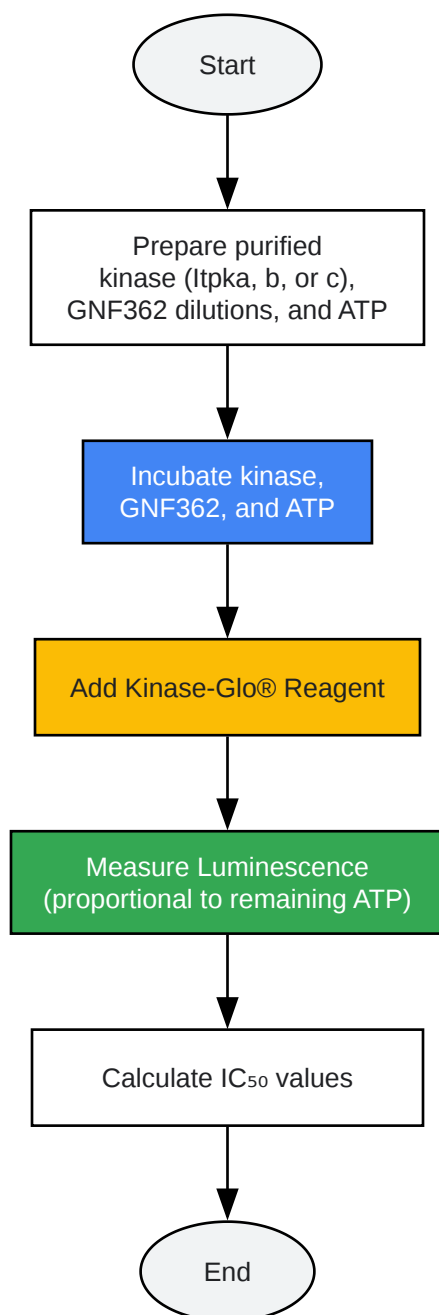 Start
Prepare purified
kinase (Itpka, b, or c),
GNF362 dilutions, and ATP
Incubate kinase,
GNF362, and ATP
Add Kinase-Glo® Reagent
Measure Luminescence
(proportional to remaining ATP)
Calculate IC₅₀ values
End